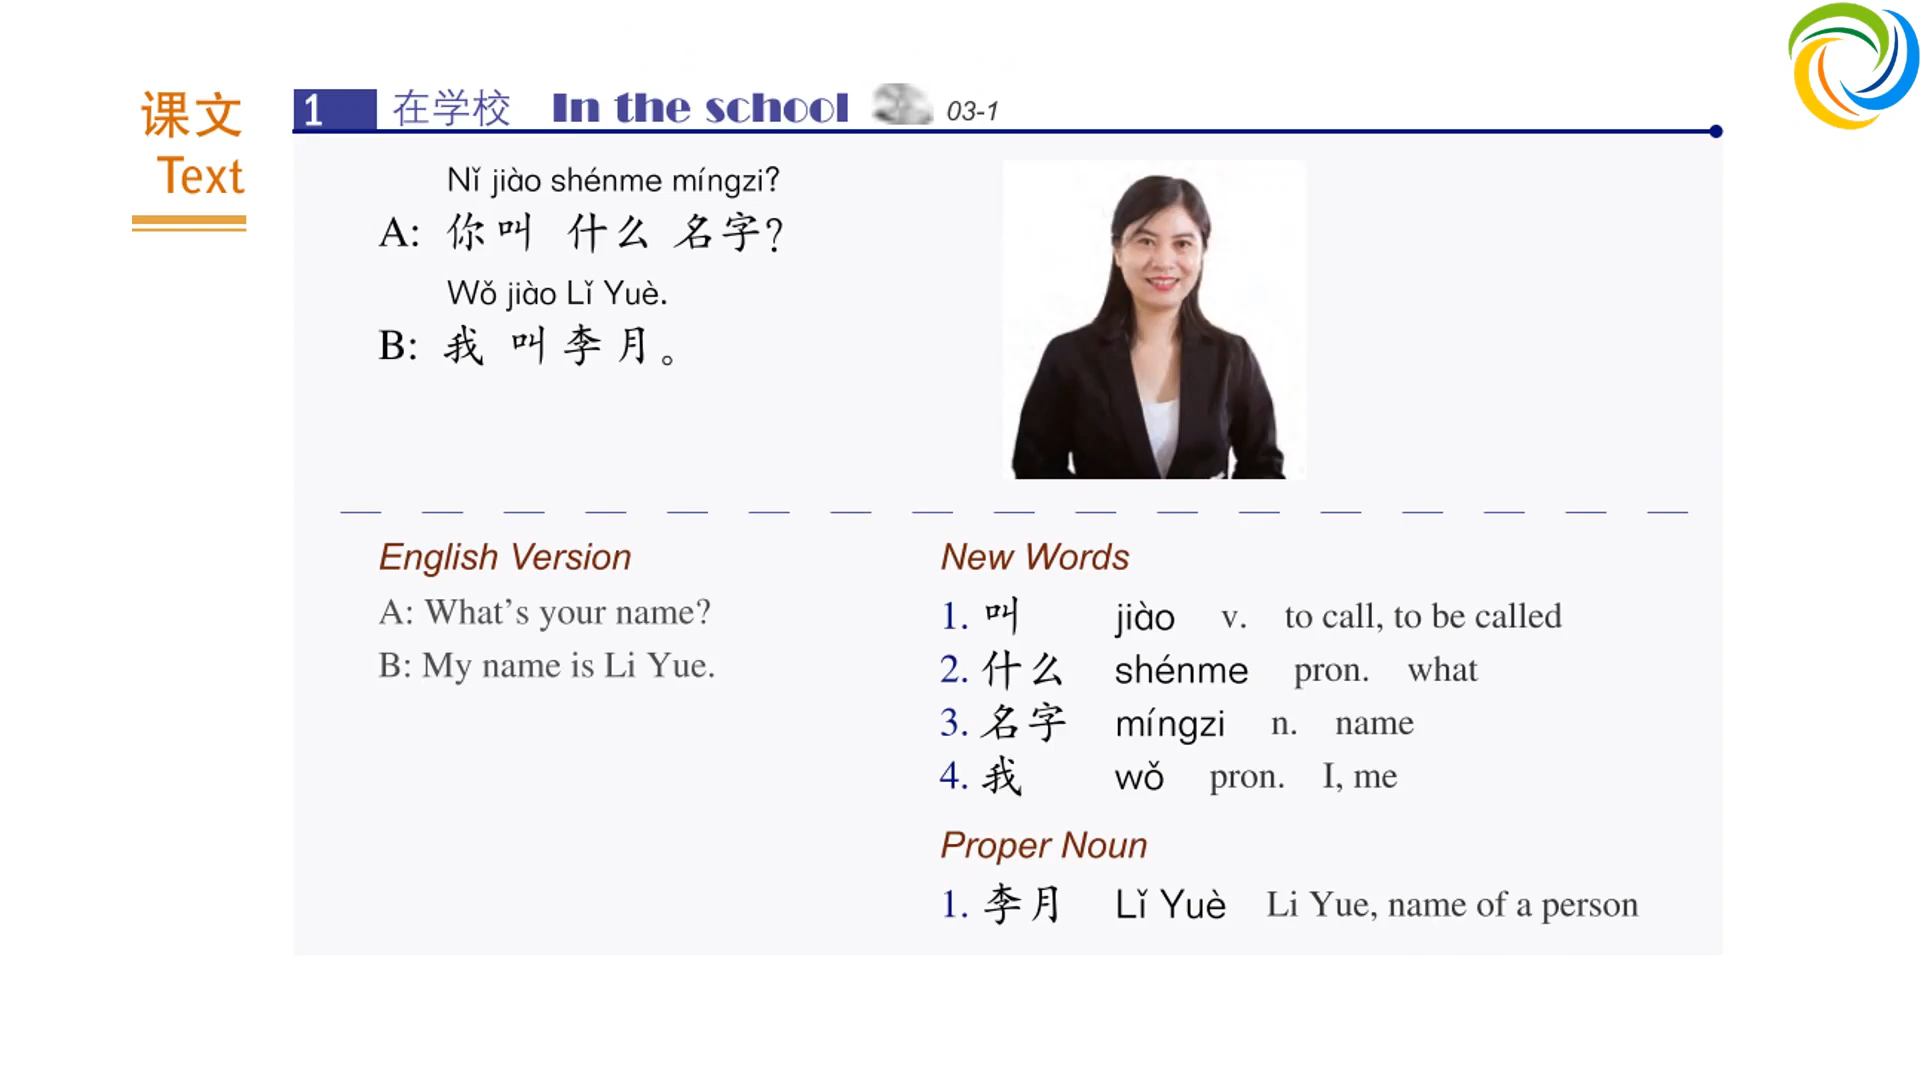 课文
Text
1 在学校 In the school 03-1
Nǐ jiào shénme míngzi?
A: 你叫 什么 名字?
Wǒ jiào Lǐ Yuè.
B: 我 叫 李 月。
English Version
A: What's your name?
B: My name is Li Yue.
New Words
1. 叫 jiào v. to call, to be called
2. 什么 shénme pron. what
3. 名字 míngzi n. name
4. 我 wǒ pron. I, me
Proper Noun
1. 李月 Lǐ Yuè Li Yue, name of a person